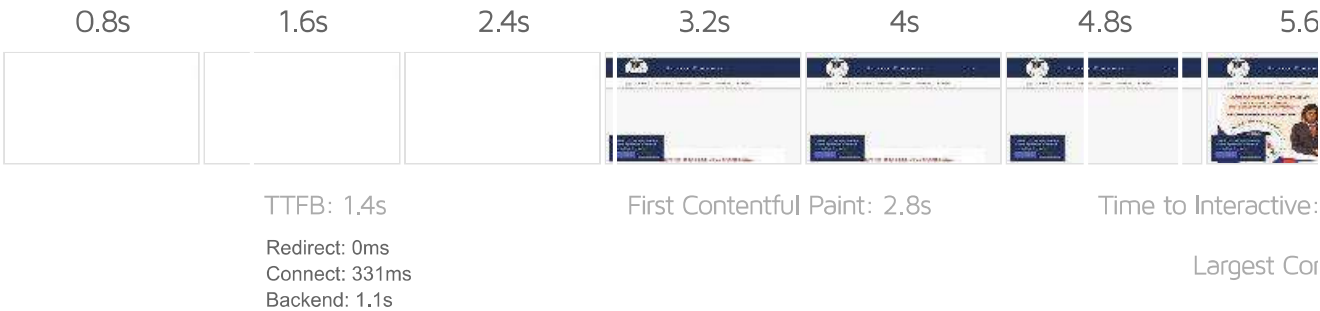 0.8s 1.6s 2.4s 3.2s 4s 4.8s 5.6
TTFB: 1.4s First Contentful Paint: 2.8s Time to Interactive:
Redirect: 0ms
Connect: 331ms
Largest Con
Backend: 1.1s